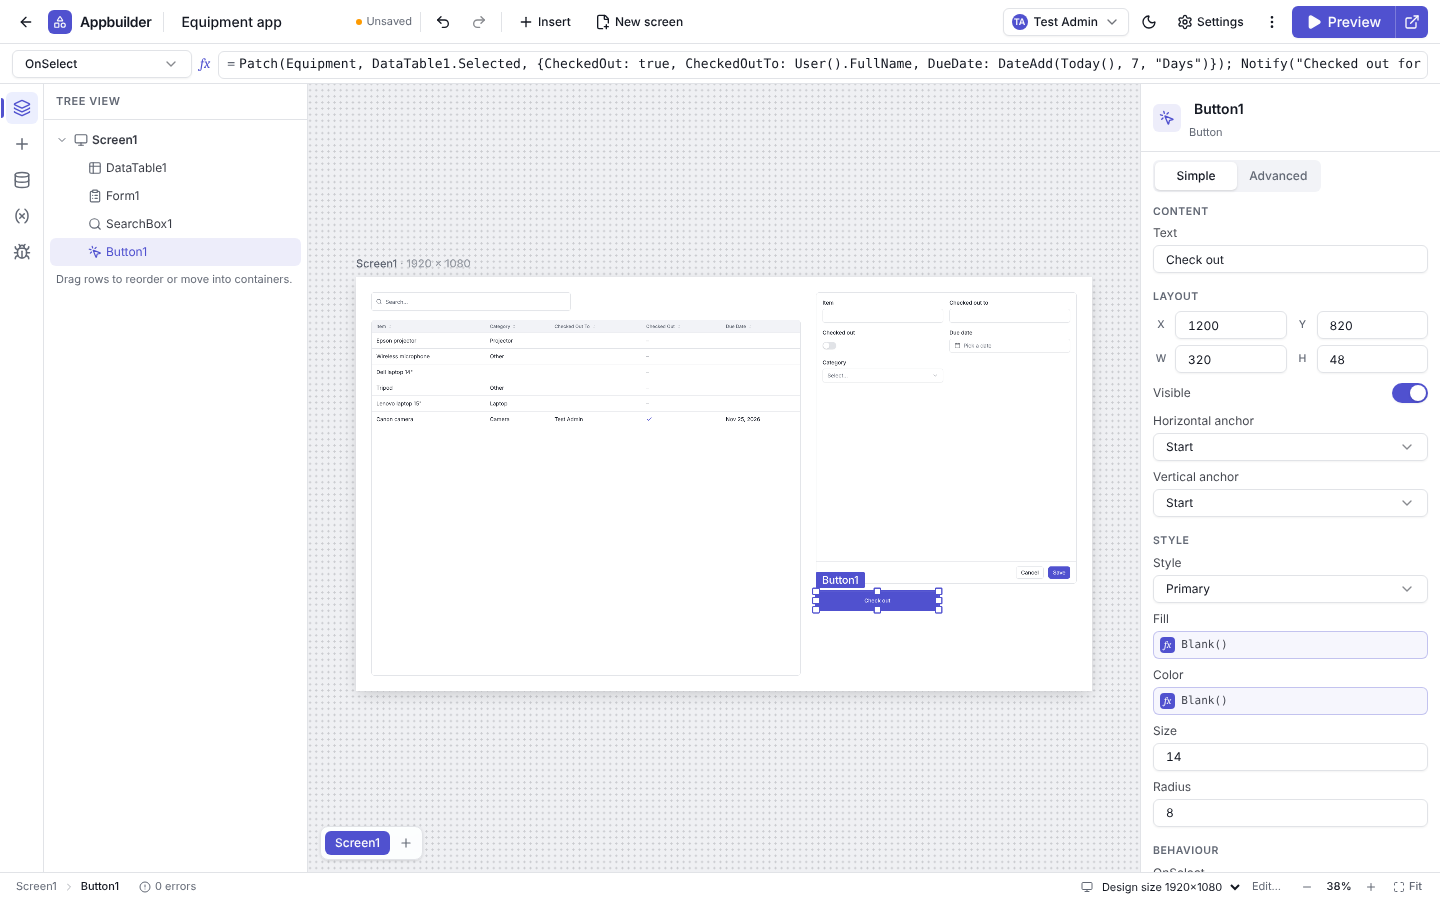 Appbuilder
Equipment app
Unsaved
Insert
New screen
TA
Test Admin
Settings
Preview
OnSelect
fx
= Patch(Equipment, DataTable1.Selected, {CheckedOut: true, CheckedOutTo: User().FullName, DueDate: DateAdd(Today(), 7, "Days")}); Notify("Checked out for
TREE VIEW
Screen1
DataTable1
Form1
SearchBox1
Button1
Drag rows to reorder or move into containers.
Screen1 · 1920 × 1080
Search...
Item Category Checked Out To Checked Out Due Date
Epson projector Projector –
Wireless microphone Other –
Dell laptop 14" –
Tripod Other
Lenovo laptop 15" Laptop –
Canon camera Camera Test Admin ✓ Nov 25, 2026
Item
Checked out to
Checked out
Due date
Pick a date
Category
Select...
Cancel
Save
Button1
Check out
Screen1
Button1
Button
Simple
Advanced
CONTENT
Text
Check out
LAYOUT
X 1200 Y 820
W 320 H 48
Visible
Horizontal anchor
Start
Vertical anchor
Start
STYLE
Style
Primary
Fill
fx Blank()
Color
fx Blank()
Size
14
Radius
8
BEHAVIOUR
OnSelect
Screen1
Button1
0 errors
Design size 1920×1080
Edit...
38%
Fit